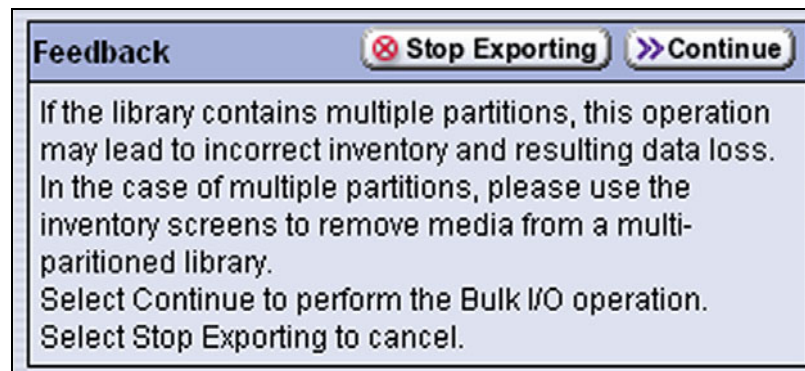 Feedback Stop Exporting Continue
If the library contains multiple partitions, this operation
may lead to incorrect inventory and resulting data loss.
In the case of multiple partitions, please use the
inventory screens to remove media from a multi-
paritioned library.
Select Continue to perform the Bulk I/O operation.
Select Stop Exporting to cancel.